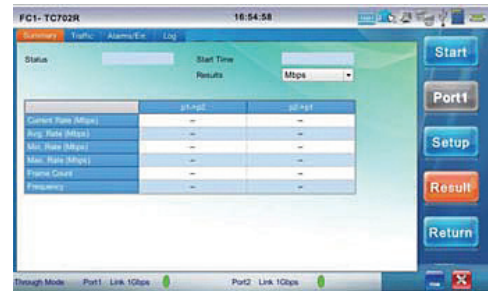 FC1- TC702R 16:54:58
Summary Traffic Alarms/Err. Log
Status Start Time
Results Mbps
p1->p2 p2->p1
Current Rate (Mbps) -- --
Avg. Rate (Mbps) -- --
Min. Rate (Mbps) -- --
Max. Rate (Mbps) -- --
Frame Count -- --
Frequency -- --
Start
Port1
Setup
Result
Return
Through Mode Port1 Link 1Gbps Port2 Link 1Gbps